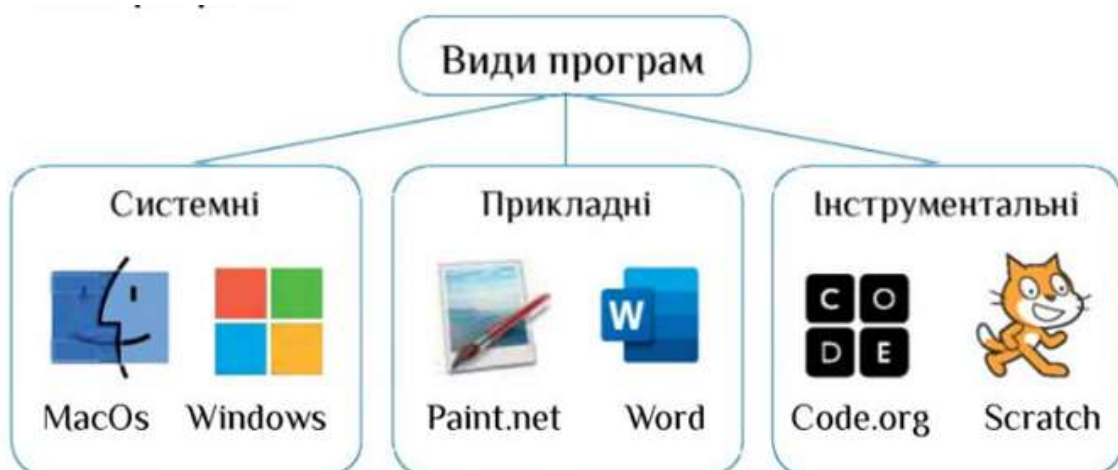 Види програм
Системні
MacOs Windows
Прикладні
W
Paint.net Word
Інструментальні
C O
D E
Code.org Scratch